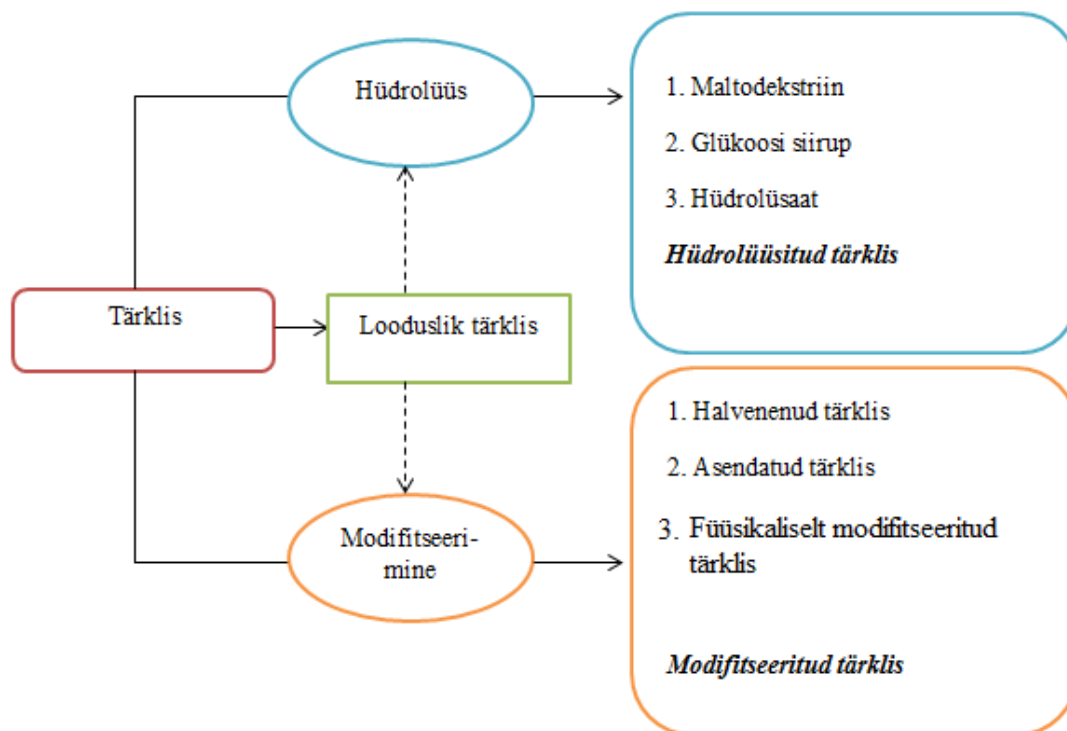 Hüdrolüüs
1. Maltodekstriin
2. Glükoosi siirup
3. Hüdrolüsaat
Hüdrolüüsitud tärklis
Tärklis
Looduslik tärklis
Modifitseeri-
mine
1. Halvenenud tärklis
2. Asendatud tärklis
3. Füüsikaliselt modifitseeritud
tärklis
Modifitseeritud tärklis